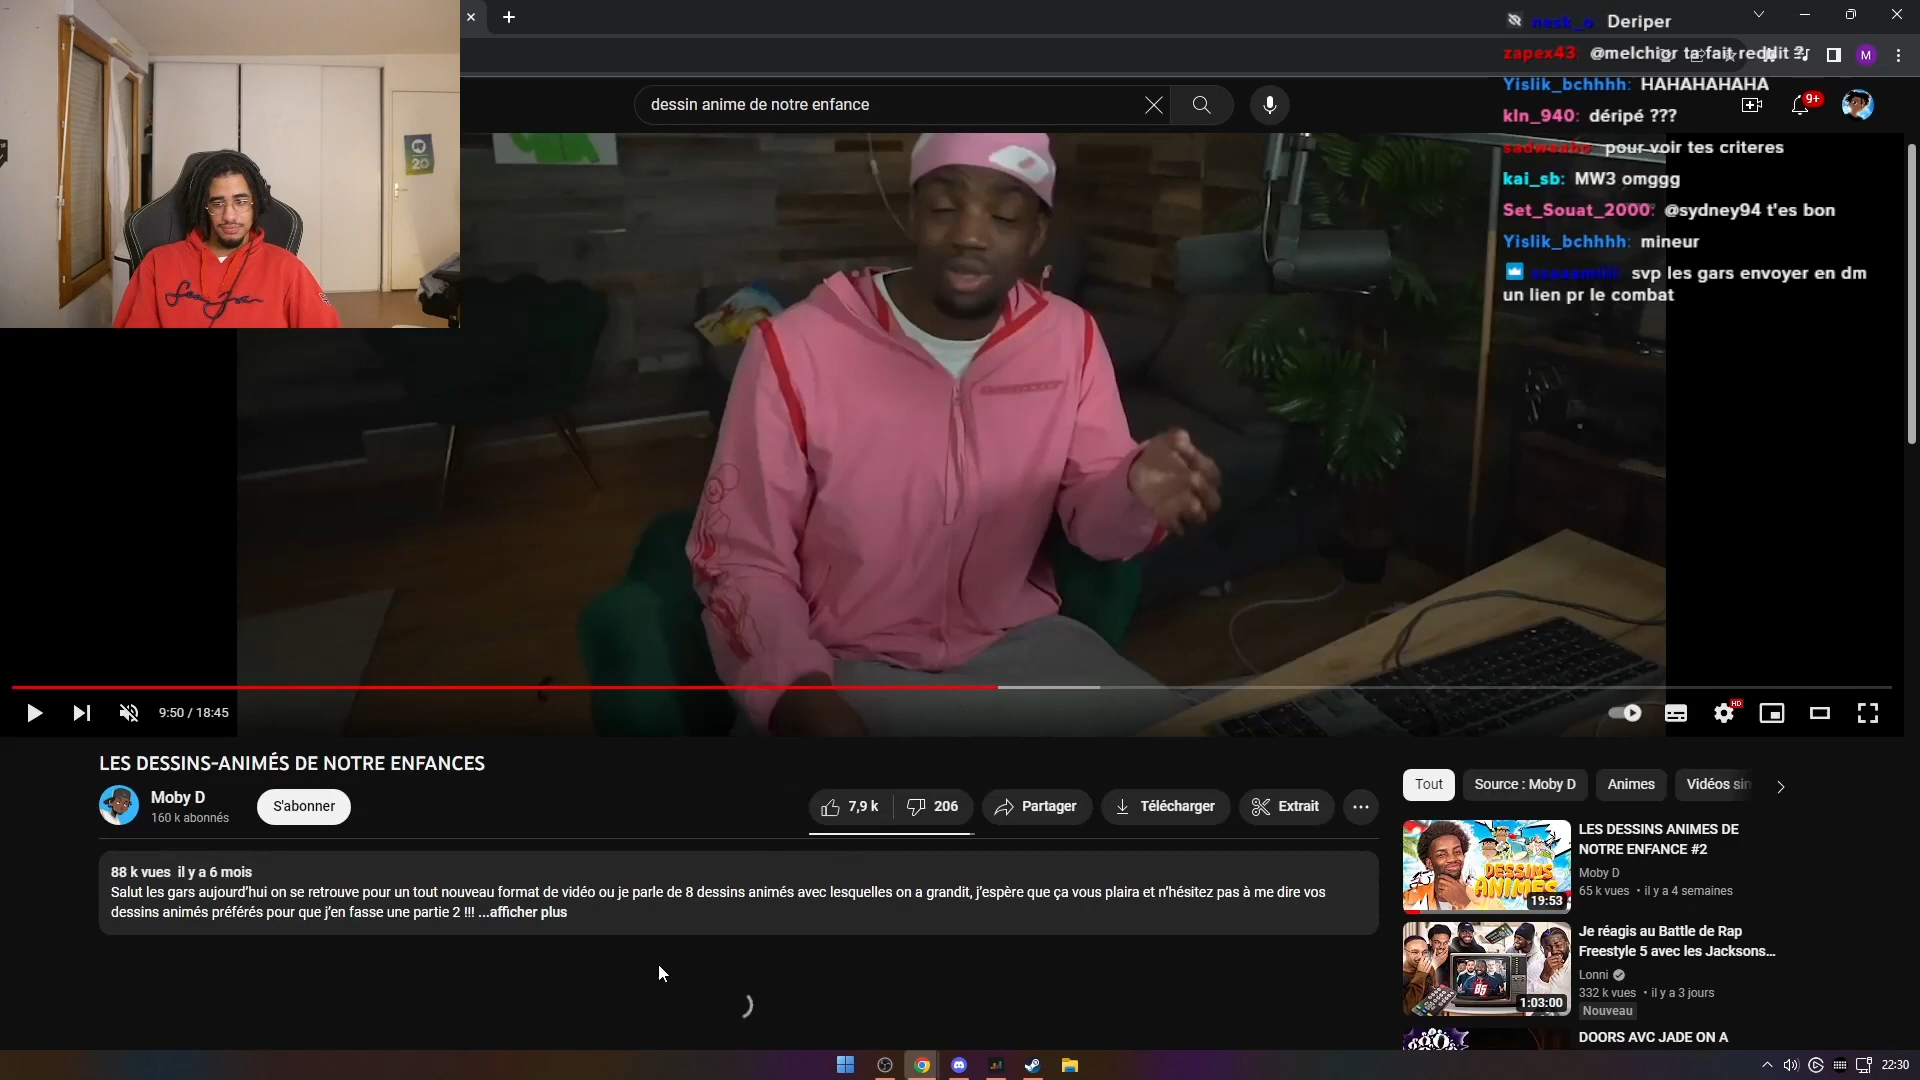 20
dessin anime de notre enfance
9+
M
nesk_o Deriper
zapex43: @melchior ta fait reddit ?
Yislik_bchhhh: HAHAHAHAHA
kln_940: déripé ???
pour voir tes criteres
kai_sb: MW3 omggg
Set_Souat_2000: @sydney94 t'es bon
Yislik_bchhhh: mineur
svp les gars envoyer en dm
un lien pr le combat
9:50 / 18:45
HD
LES DESSINS-ANIMÉS DE NOTRE ENFANCES
Moby D
160 k abonnés
S'abonner
7,9 k
206
Partager
Télécharger
Extrait
88 k vues il y a 6 mois
Salut les gars aujourd'hui on se retrouve pour un tout nouveau format de vidéo ou je parle de 8 dessins animés avec lesquelles on a grandit, j'espère que ça vous plaira et n'hésitez pas à me dire vos
dessins animés préférés pour que j'en fasse une partie 2 !!! ...afficher plus
Tout
Source : Moby D
Animes
Vidéos sin
DESSINS
ANIMÉS
19:53
LES DESSINS ANIMES DE
NOTRE ENFANCE #2
Moby D
65 k vues • il y a 4 semaines
1:03:00
Je réagis au Battle de Rap
Freestyle 5 avec les Jacksons...
Lonni
332 k vues • il y a 3 jours
Nouveau
DOORS AVC JADE ON A
22:30